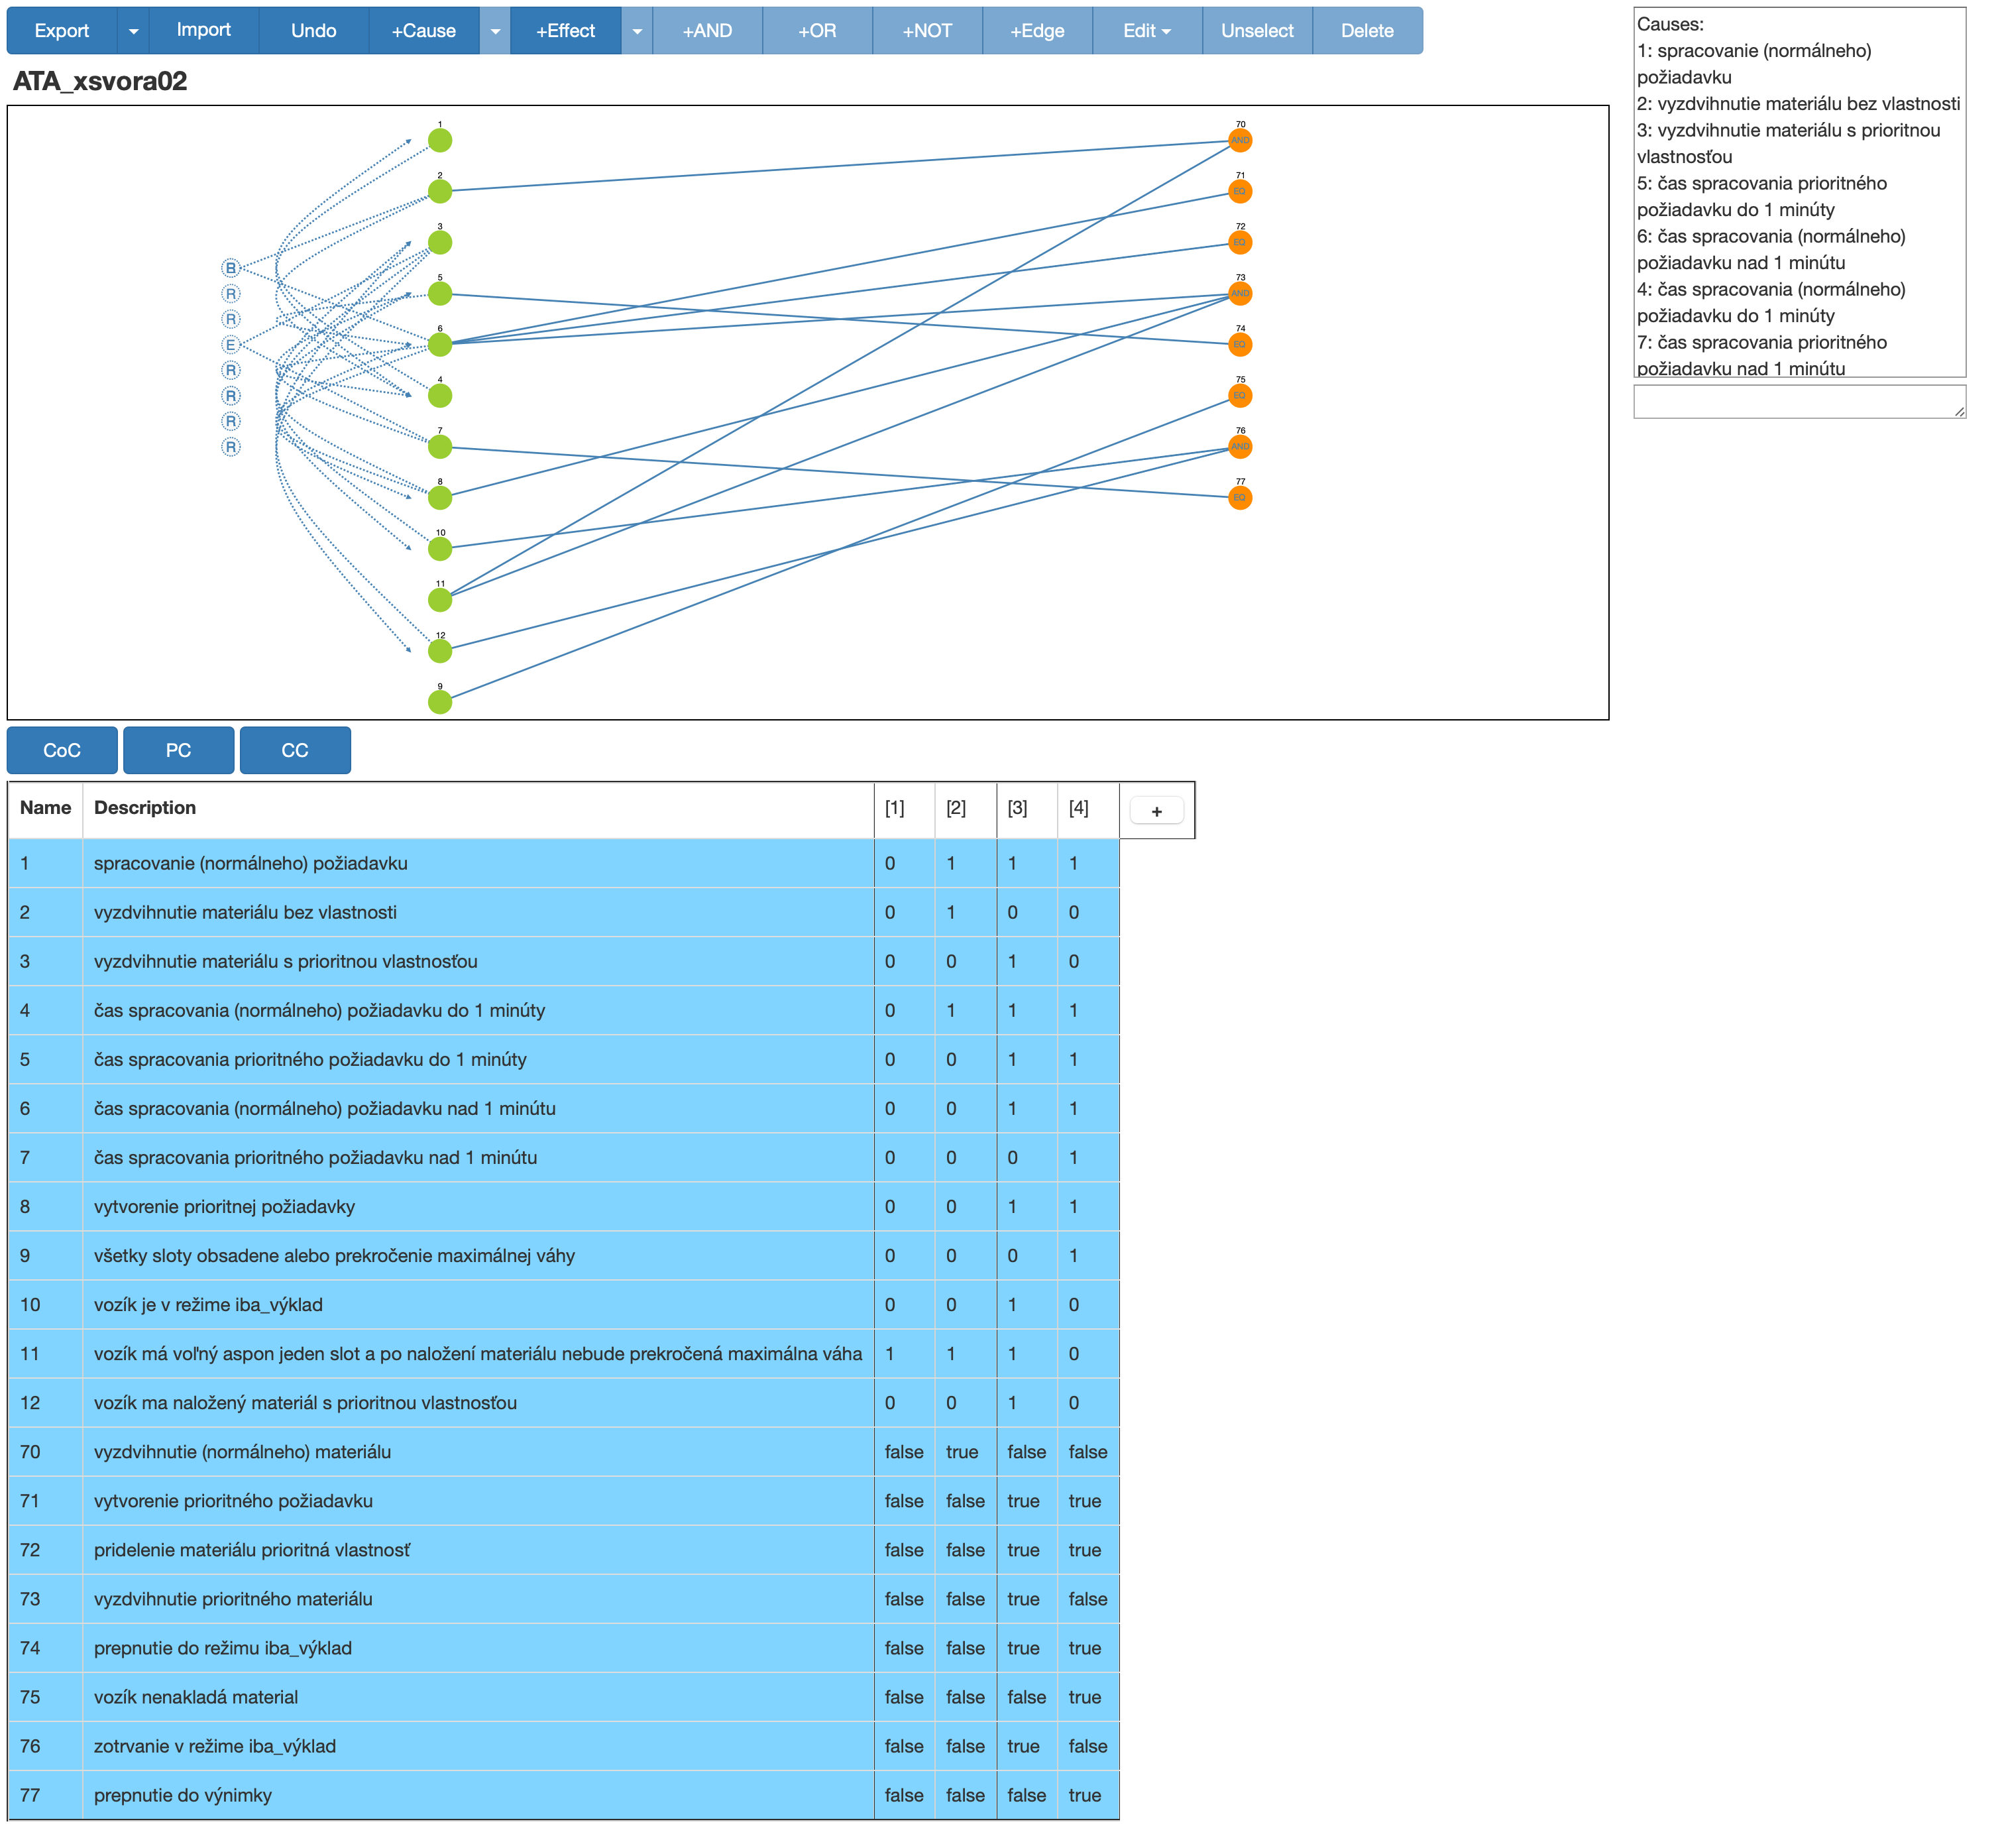 Export Import Undo +Cause +Effect +AND +OR +NOT +Edge Edit Unselect Delete
ATA_xsvora02
1 70
AND
2 71
EQ
3 72
EQ
E
R
5 73
AND
R
E
6 74
EQ
R
R
4 75
EQ
R
R
7 76
AND
8 77
EQ
10
11
12
9
Causes:
1: spracovanie (normálneho)
požiadavku
2: vyzdvihnutie materiálu bez vlastnosti
3: vyzdvihnutie materiálu s prioritnou
vlastnosťou
5: čas spracovania prioritného
požiadavku do 1 minúty
6: čas spracovania (normálneho)
požiadavku nad 1 minútu
4: čas spracovania (normálneho)
požiadavku do 1 minúty
7: čas spracovania prioritného
požiadavku nad 1 minútu
CoC PC CC
Name Description [1] [2] [3] [4] +
1 spracovanie (normálneho) požiadavku 0 1 1 1
2 vyzdvihnutie materiálu bez vlastnosti 0 1 0 0
3 vyzdvihnutie materiálu s prioritnou vlastnosťou 0 0 1 0
4 čas spracovania (normálneho) požiadavku do 1 minúty 0 1 1 1
5 čas spracovania prioritného požiadavku do 1 minúty 0 0 1 1
6 čas spracovania (normálneho) požiadavku nad 1 minútu 0 0 1 1
7 čas spracovania prioritného požiadavku nad 1 minútu 0 0 0 1
8 vytvorenie prioritnej požiadavky 0 0 1 1
9 všetky sloty obsadene alebo prekročenie maximálnej váhy 0 0 0 1
10 vozík je v režime iba_výklad 0 0 1 0
11 vozík má voľný aspon jeden slot a po naložení materiálu nebude prekročená maximálna váha 1 1 1 0
12 vozík ma naložený materiál s prioritnou vlastnosťou 0 0 1 0
70 vyzdvihnutie (normálneho) materiálu false true false false
71 vytvorenie prioritného požiadavku false false true true
72 pridelenie materiálu prioritná vlastnosť false false true true
73 vyzdvihnutie prioritného materiálu false false true false
74 prepnutie do režimu iba_výklad false false true true
75 vozík nenakladá material false false false true
76 zotrvanie v režime iba_výklad false false true false
77 prepnutie do výnimky false false false true